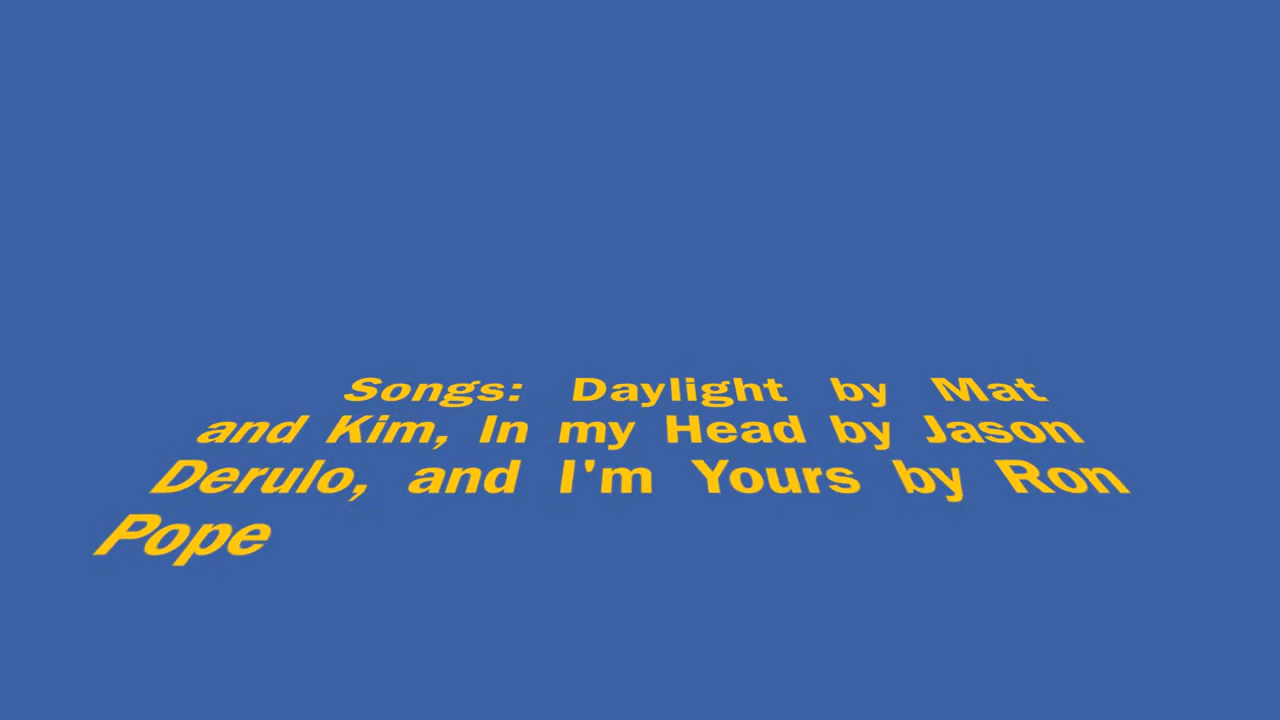 Songs: Daylight by Mat
and Kim, In my Head by Jason
Derulo, and I'm Yours by Ron
Pope